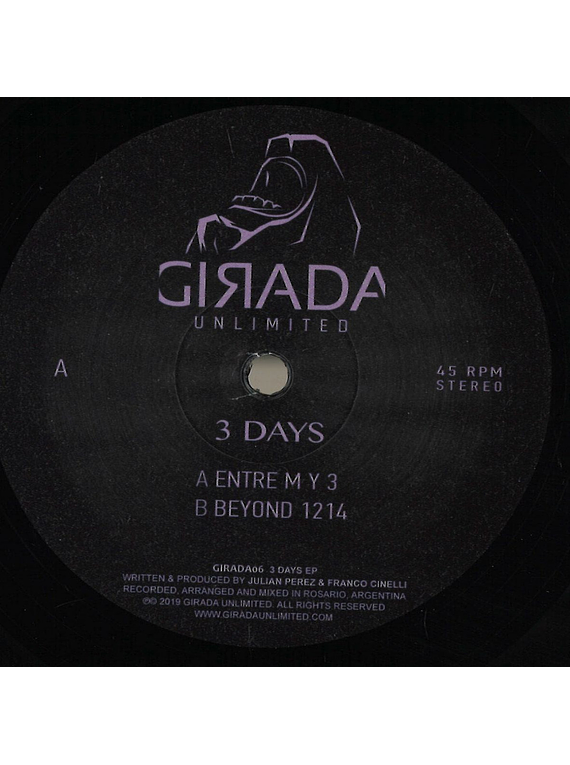 GIЯADA
UNLIMITED
A
45 RPM
STEREO
3 DAYS
A ENTRE M Y 3
B BEYOND 1214
GIRADA06 3 DAYS EP
WRITTEN & PRODUCED BY JULIAN PEREZ & FRANCO CINELLI
RECORDED, ARRANGED AND MIXED IN ROSARIO, ARGENTINA
℗© 2019 GIRADA UNLIMITED. ALL RIGHTS RESERVED
WWW.GIRADAUNLIMITED.COM